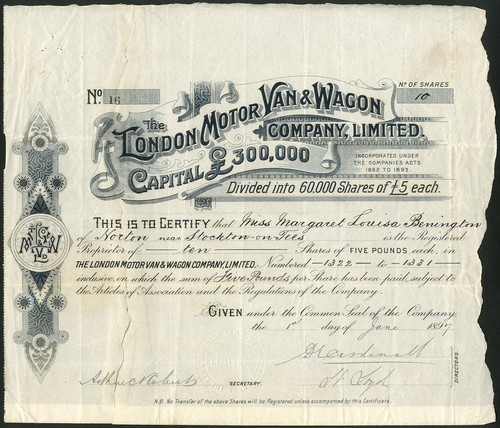 No. 16
No OF SHARES
10
The
LONDON MOTOR VAN & WAGON
COMPANY, LIMITED.
CAPITAL £300,000
INCORPORATED UNDER
THE COMPANIES ACTS
1862 TO 1893.
Divided into 60,000 Shares of £5 each.
THIS IS TO CERTIFY that Miss Margaret Louisa Benington
of Norton near Stockton-on-Tees is the Registered
Proprietor of ten Shares of FIVE POUNDS each, in
THE LONDON MOTOR VAN & WAGON COMPANY, LIMITED. Numbered 1322 to 1331
inclusive, on which the sum of Five Pounds per Share has been paid, subject to
the Articles of Association and the Regulations of the Company.
GIVEN under the Common Seal of the Company,
the 1st day of June 1897
DIRECTORS.
SECRETARY.
N.B. No Transfer of the above Shares will be Registered unless accompanied by this Certificate.